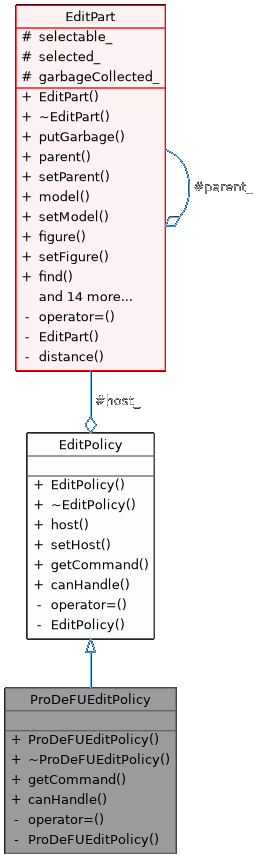 EditPart
# selectable_
# selected_
# garbageCollected_
+ EditPart()
+ ~EditPart()
+ putGarbage()
+ parent()
+ setParent()
+ model()
+ setModel()
+ figure()
+ setFigure()
+ find()
and 14 more...
- operator=()
- EditPart()
- distance()
#parent_
#host_
EditPolicy
+ EditPolicy()
+ ~EditPolicy()
+ host()
+ setHost()
+ getCommand()
+ canHandle()
- operator=()
- EditPolicy()
ProDeFUEditPolicy
+ ProDeFUEditPolicy()
+ ~ProDeFUEditPolicy()
+ getCommand()
+ canHandle()
- operator=()
- ProDeFUEditPolicy()